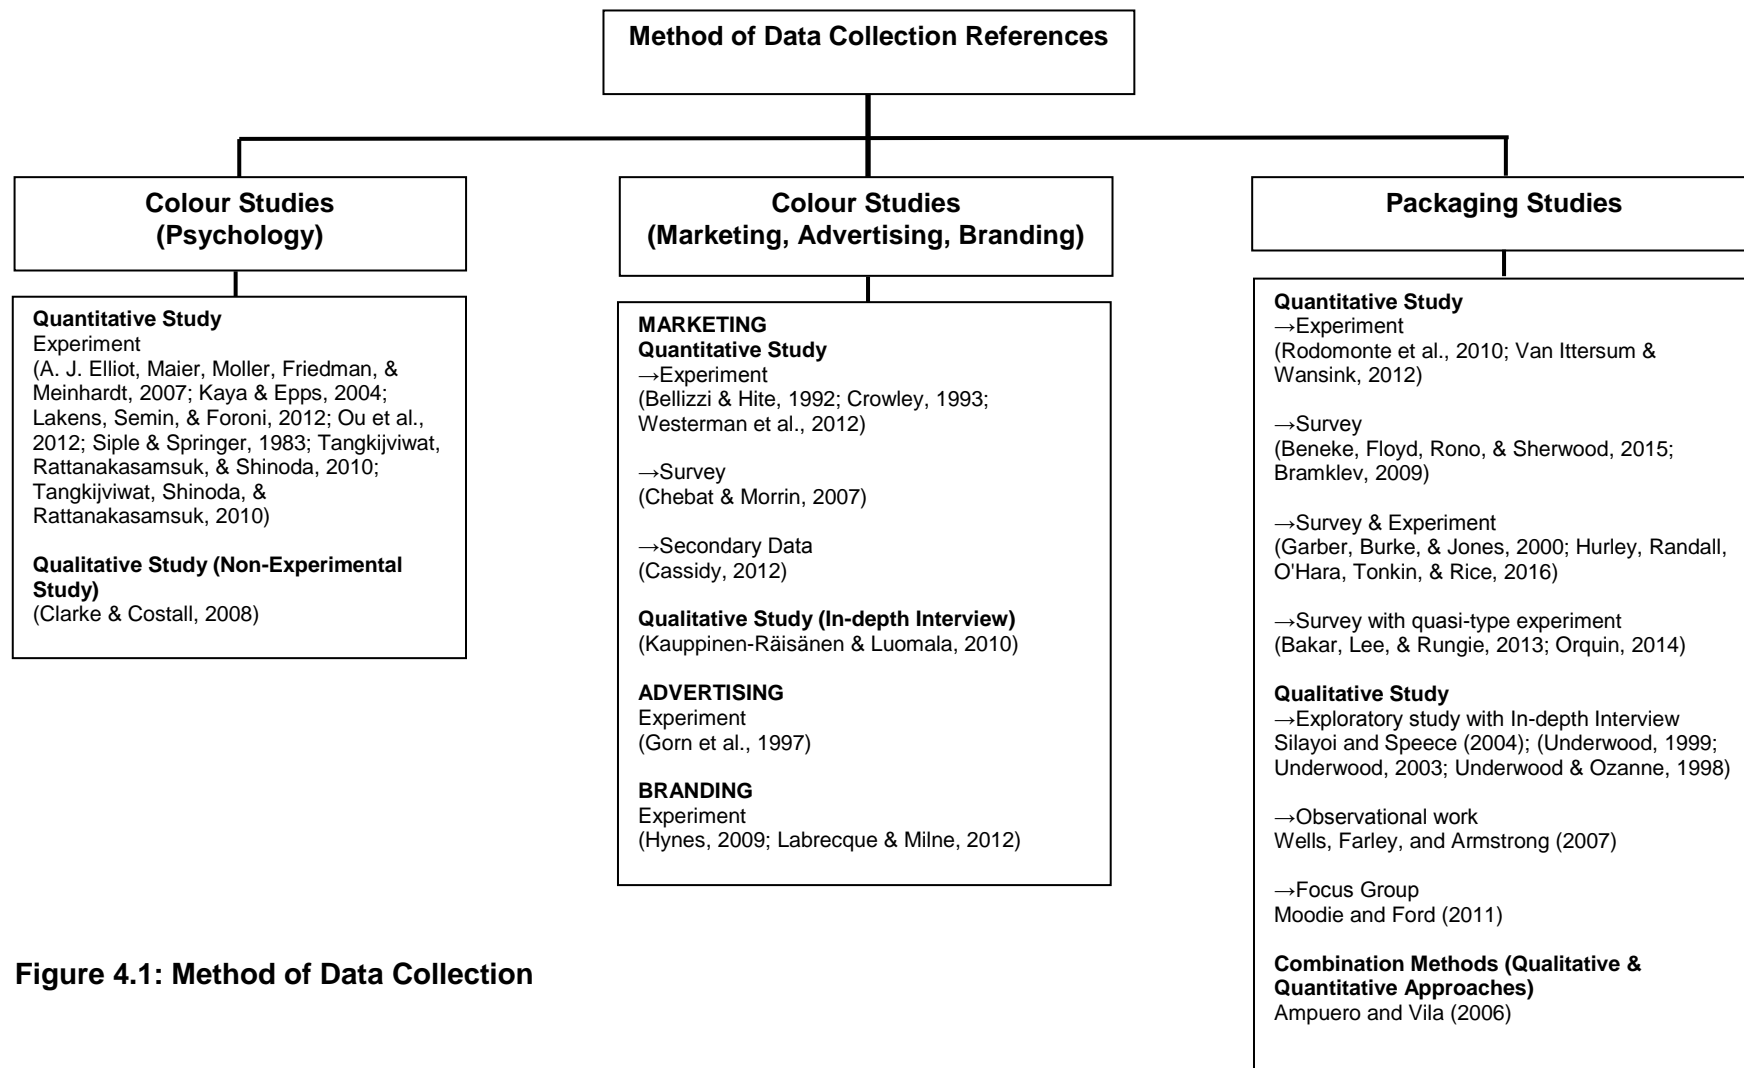 Method of Data Collection References
Colour Studies
(Psychology)
Quantitative Study
Experiment
(A. J. Elliot, Maier, Moller, Friedman, &
Meinhardt, 2007; Kaya & Epps, 2004;
Lakens, Semin, & Foroni, 2012; Ou et al.,
2012; Siple & Springer, 1983; Tangkijviwat,
Rattanakasamsuk, & Shinoda, 2010;
Tangkijviwat, Shinoda, &
Rattanakasamsuk, 2010)
Qualitative Study (Non-Experimental
Study)
(Clarke & Costall, 2008)
Colour Studies
(Marketing, Advertising, Branding)
MARKETING
Quantitative Study
→Experiment
(Bellizzi & Hite, 1992; Crowley, 1993;
Westerman et al., 2012)
→Survey
(Chebat & Morrin, 2007)
→Secondary Data
(Cassidy, 2012)
Qualitative Study (In-depth Interview)
(Kauppinen-Räisänen & Luomala, 2010)
ADVERTISING
Experiment
(Gorn et al., 1997)
BRANDING
Experiment
(Hynes, 2009; Labrecque & Milne, 2012)
Packaging Studies
Quantitative Study
→Experiment
(Rodomonte et al., 2010; Van Ittersum &
Wansink, 2012)
→Survey
(Beneke, Floyd, Rono, & Sherwood, 2015;
Bramklev, 2009)
→Survey & Experiment
(Garber, Burke, & Jones, 2000; Hurley, Randall,
O'Hara, Tonkin, & Rice, 2016)
→Survey with quasi-type experiment
(Bakar, Lee, & Rungie, 2013; Orquin, 2014)
Qualitative Study
→Exploratory study with In-depth Interview
Silayoi and Speece (2004); (Underwood, 1999;
Underwood, 2003; Underwood & Ozanne, 1998)
→Observational work
Wells, Farley, and Armstrong (2007)
→Focus Group
Moodie and Ford (2011)
Combination Methods (Qualitative &
Quantitative Approaches)
Ampuero and Vila (2006)
Figure 4.1: Method of Data Collection